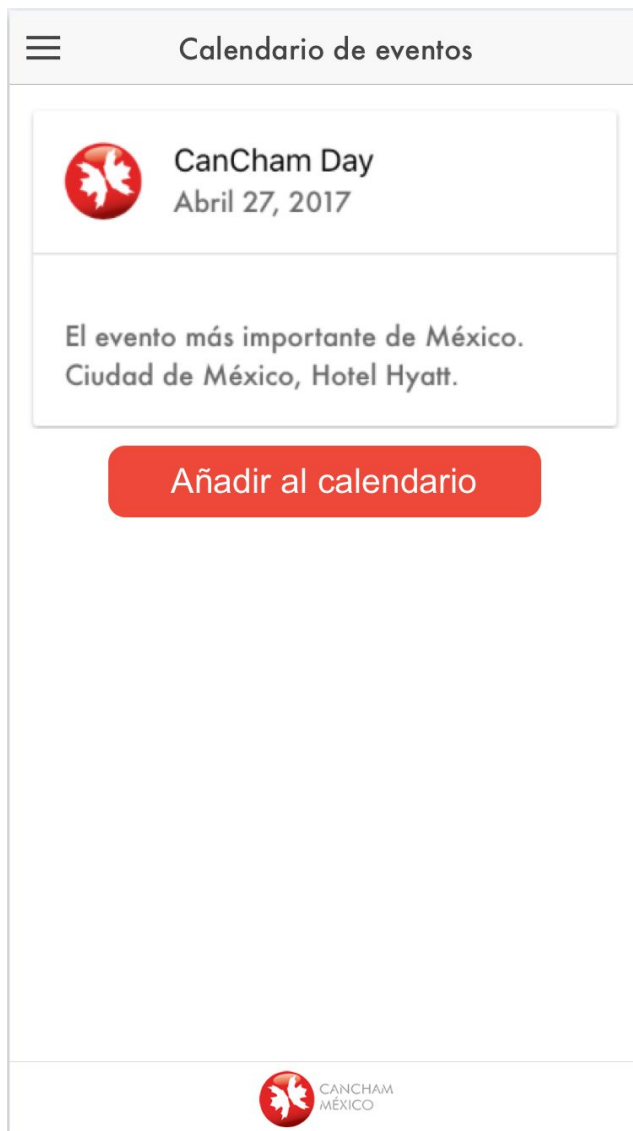 Calendario de eventos
CanCham Day
Abril 27, 2017
El evento más importante de México.
Ciudad de México, Hotel Hyatt.
Añadir al calendario
CANCHAM
MÉXICO